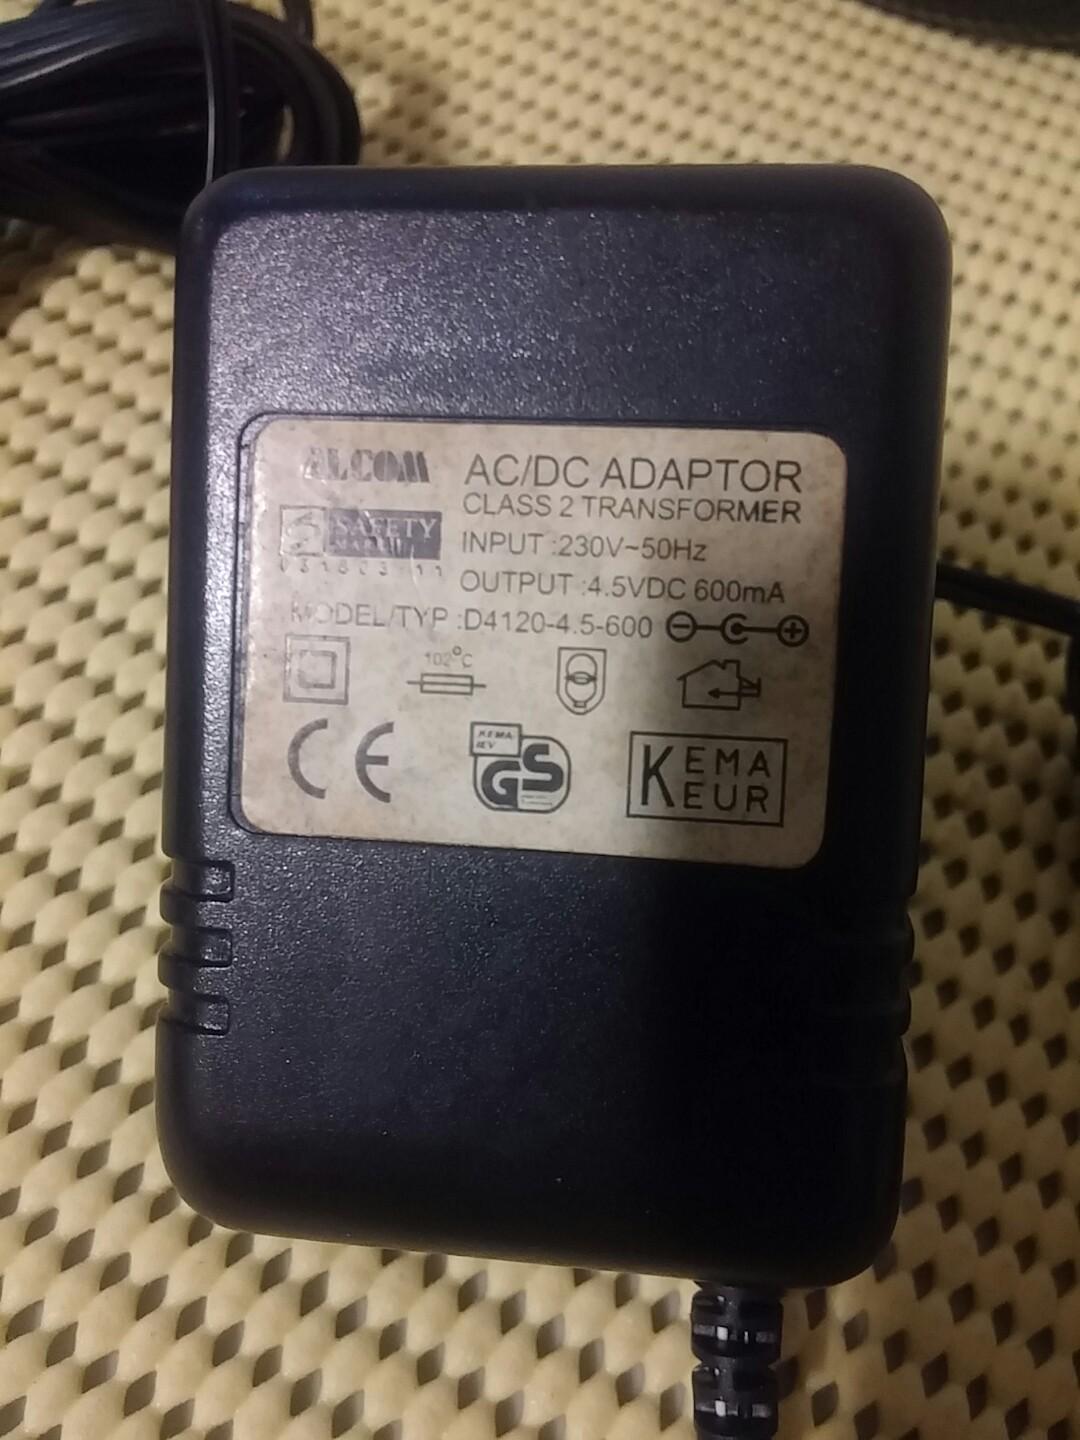 ALCOM
AC/DC ADAPTOR
CLASS 2 TRANSFORMER
SAFETY
INPUT :230V~50Hz
OUTPUT :4.5VDC 600mA
MODEL/TYP :D4120-4.5-600
102°C
CE
KEMA
IEV
GS
KEMA
KEUR